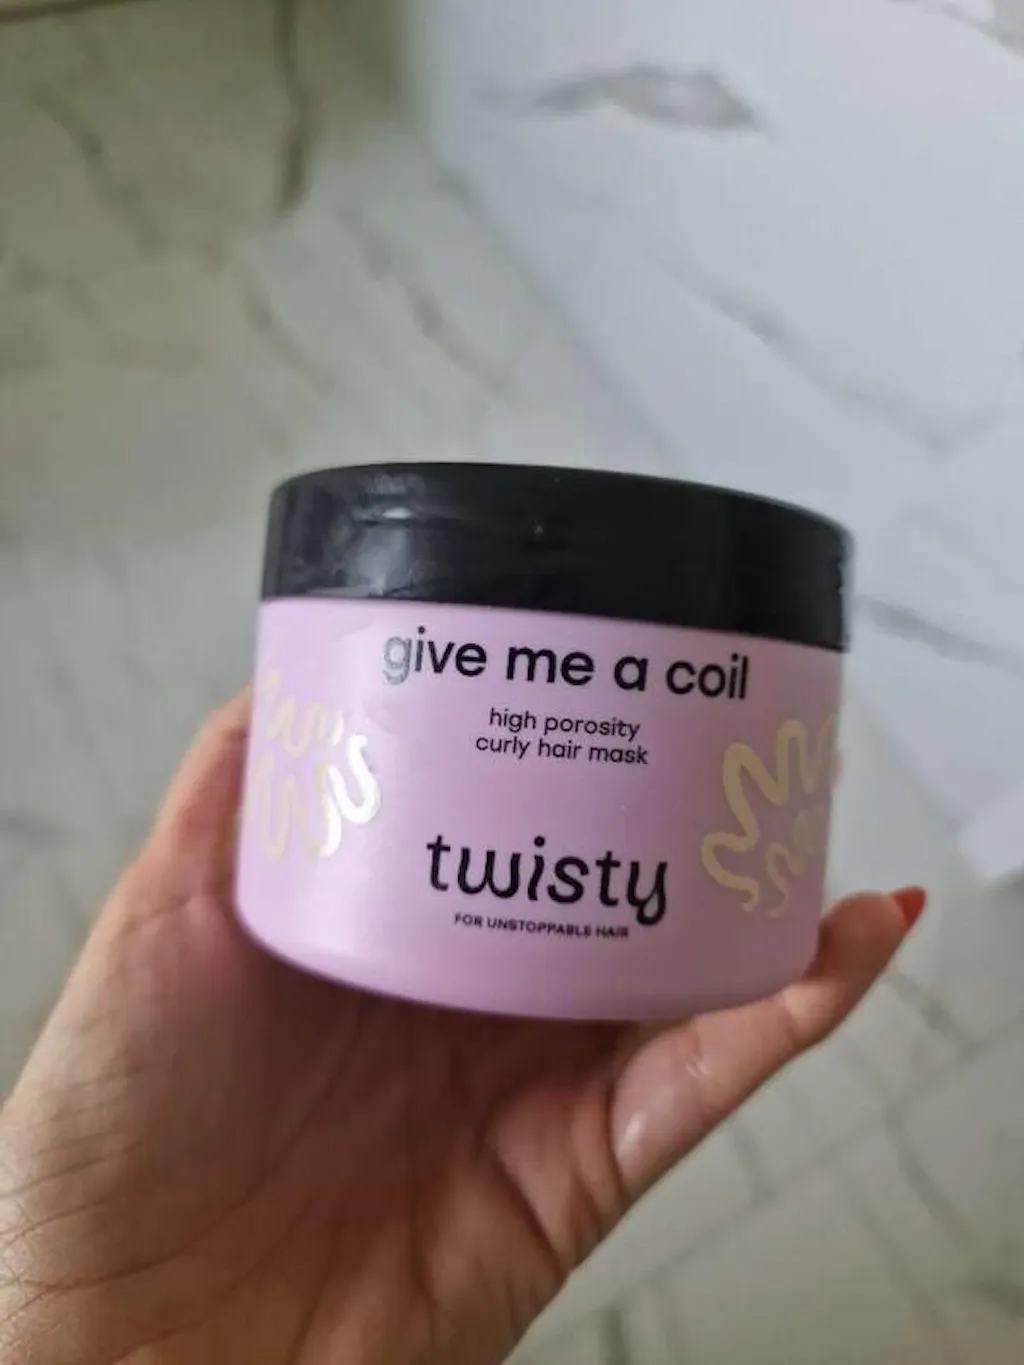 give me a coil
high porosity
curly hair mask
twisty
FOR UNSTOPPABLE HAIR